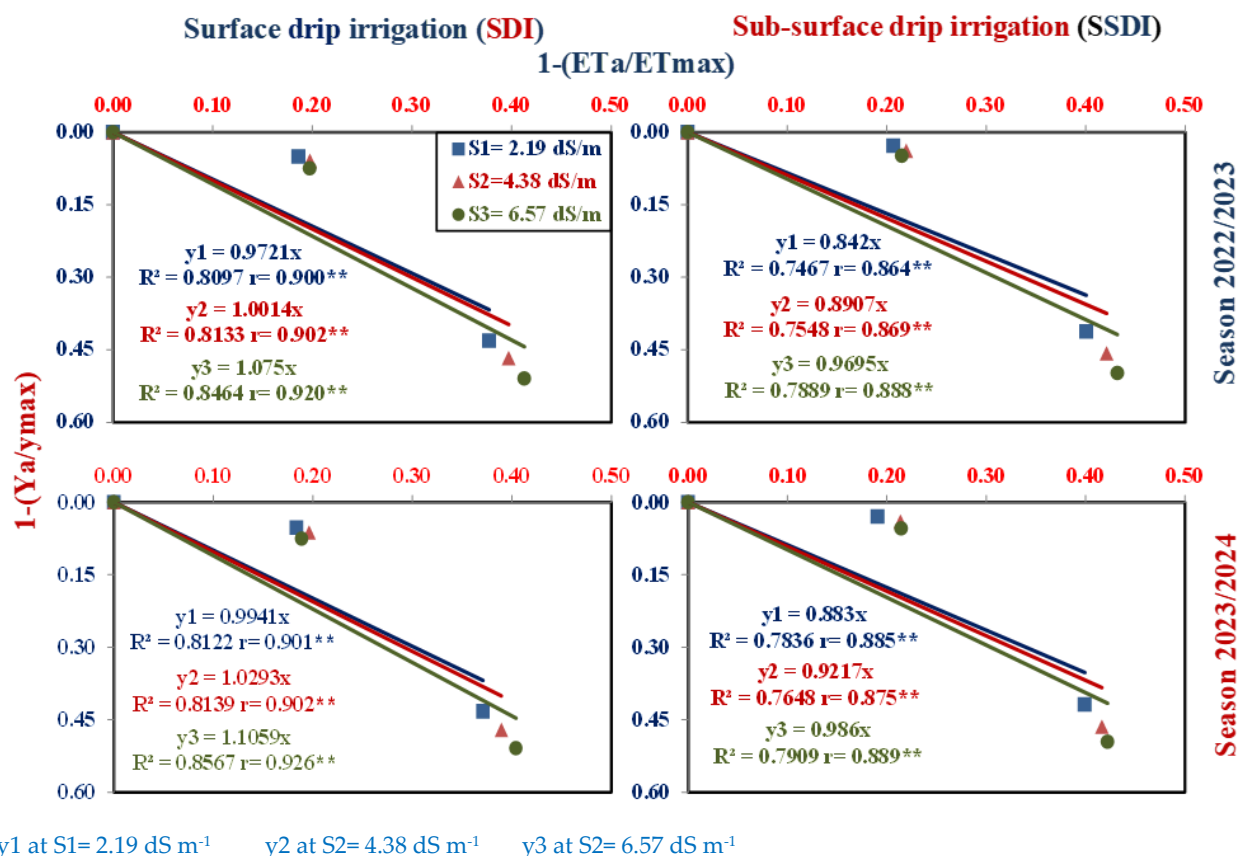 Surface drip irrigation (SDI)
Sub-surface drip irrigation (SSDI)
1-(ETa/ETmax)
0.00 0.10 0.20 0.30 0.40 0.50
0.00
0.15
0.30
0.45
0.60
S1= 2.19 dS/m
S2=4.38 dS/m
S3= 6.57 dS/m
y1 = 0.9721x
R² = 0.8097 r= 0.900**
y2 = 1.0014x
R² = 0.8133 r= 0.902**
y3 = 1.075x
R² = 0.8464 r= 0.920**
0.00 0.10 0.20 0.30 0.40 0.50
0.00
0.15
0.30
0.45
0.60
y1 = 0.842x
R² = 0.7467 r= 0.864**
y2 = 0.8907x
R² = 0.7548 r= 0.869**
y3 = 0.9695x
R² = 0.7889 r= 0.888**
Season 2022/2023
1-(Ya/ymax)
0.00 0.10 0.20 0.30 0.40 0.50
0.00
0.15
0.30
0.45
0.60
y1 = 0.9941x
R² = 0.8122 r= 0.901**
y2 = 1.0293x
R² = 0.8139 r= 0.902**
y3 = 1.1059x
R² = 0.8567 r= 0.926**
0.00 0.10 0.20 0.30 0.40 0.50
0.00
0.15
0.30
0.45
0.60
y1 = 0.883x
R² = 0.7836 r= 0.885**
y2 = 0.9217x
R² = 0.7648 r= 0.875**
y3 = 0.986x
R² = 0.7909 r= 0.889**
Season 2023/2024
y1 at S1= 2.19 dS m⁻¹ y2 at S2= 4.38 dS m⁻¹ y3 at S2= 6.57 dS m⁻¹